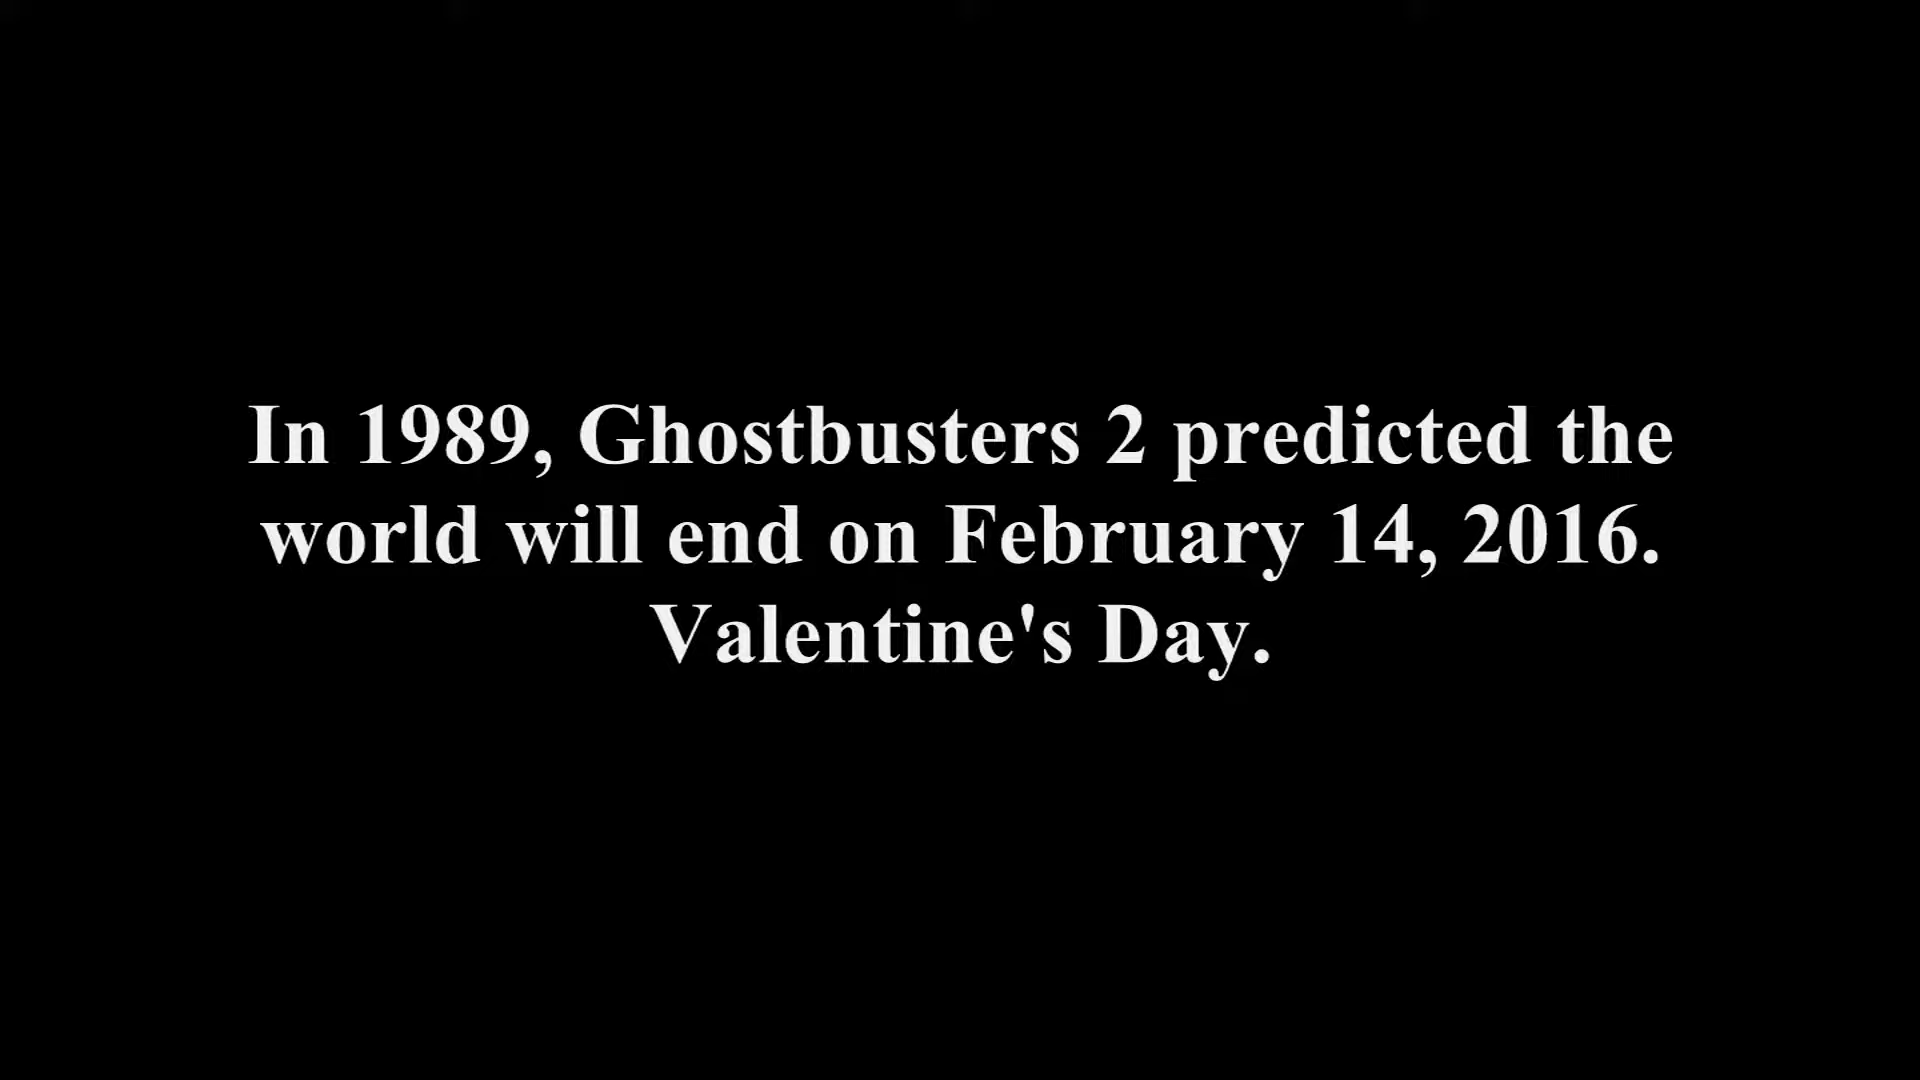 In 1989, Ghostbusters 2 predicted the
world will end on February 14, 2016.
Valentine's Day.